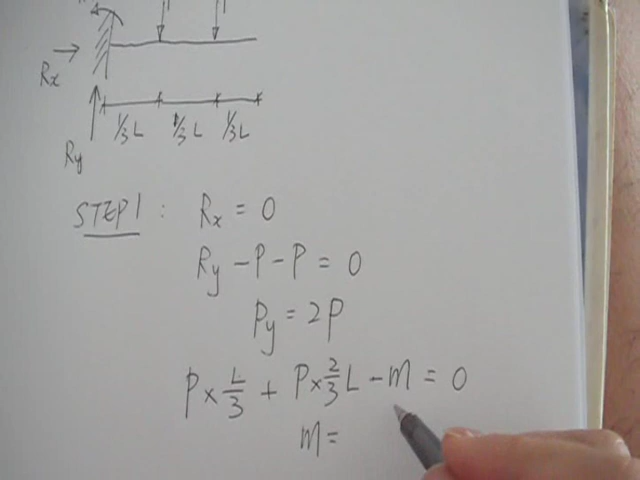 Rx
1/3 L 1/3 L 1/3 L
Ry
STEP 1 : Rx = 0
Ry - P - P = 0
Py = 2P
P × L/3 + P × 2/3 L - m = 0
m =